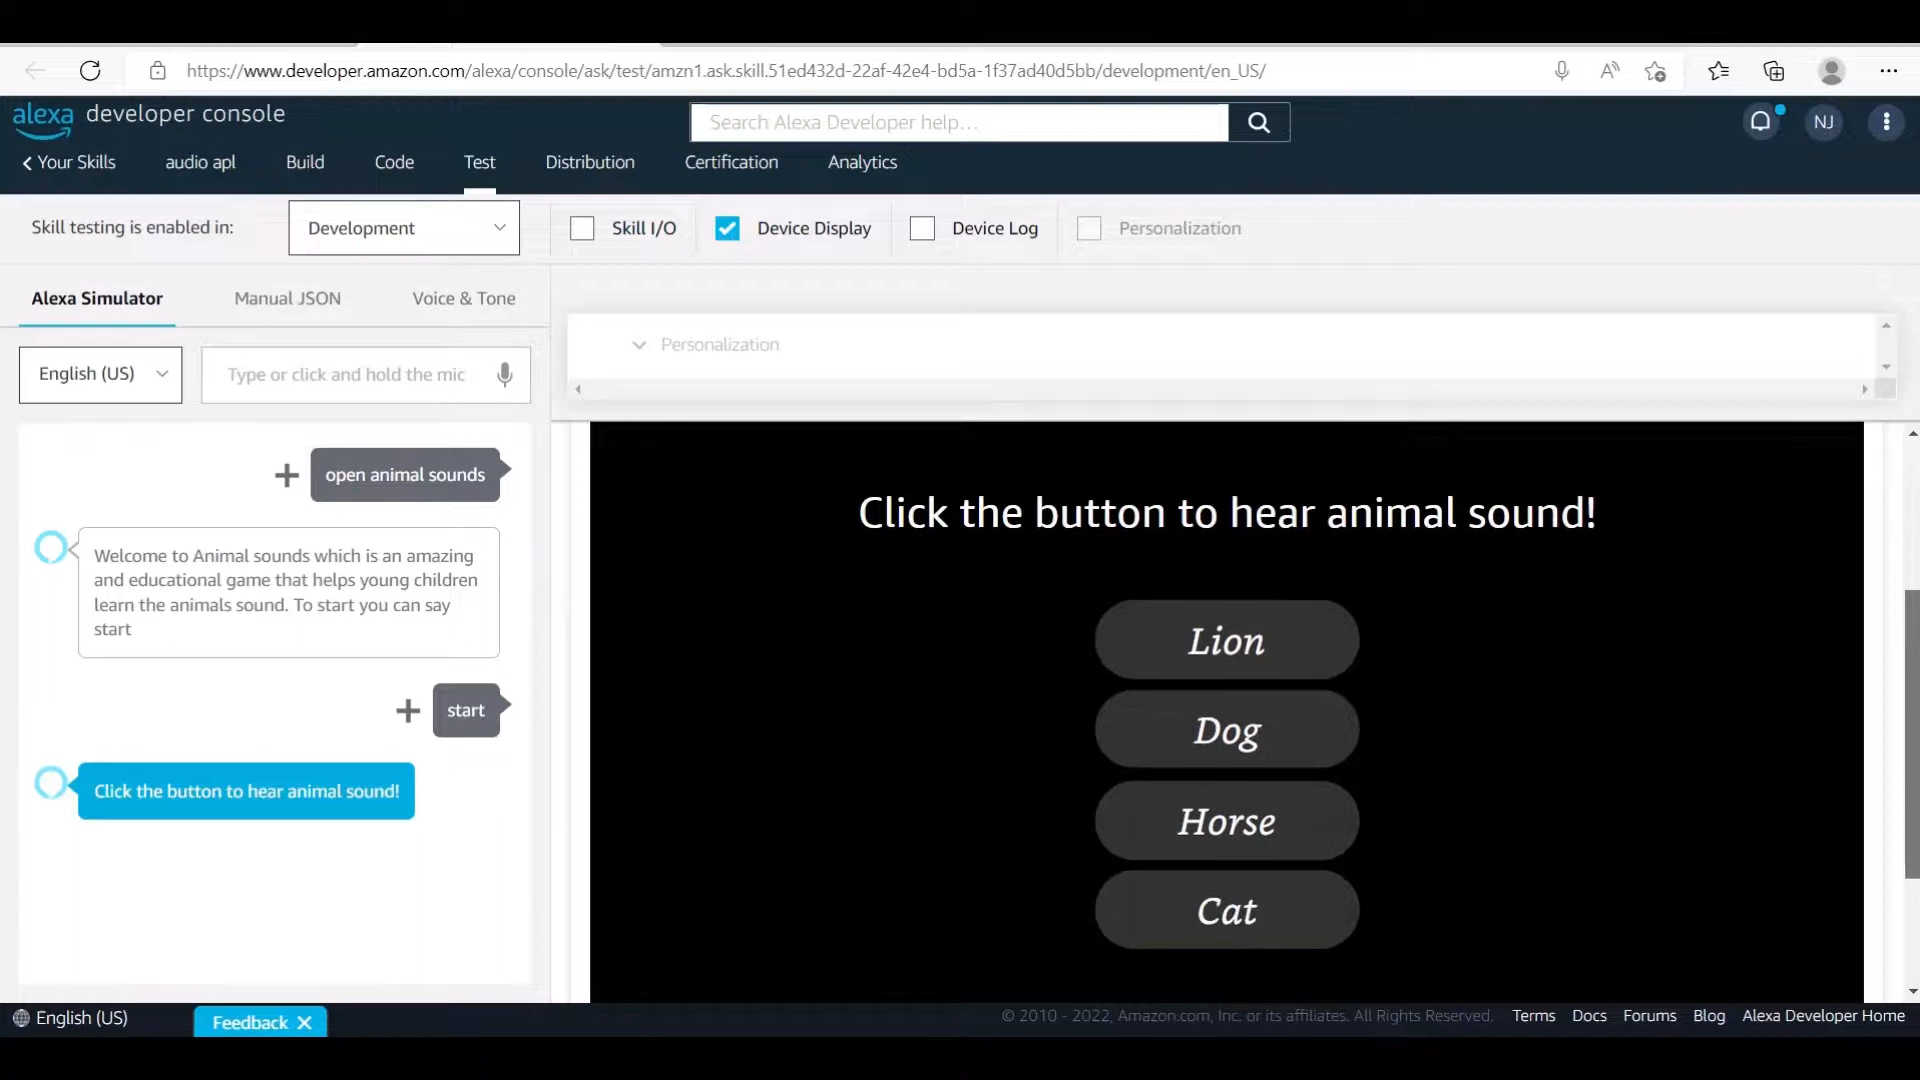 https://www.developer.amazon.com/alexa/console/ask/test/amzn1.ask.skill.51ed432d-22af-42e4-bd5a-1f37ad40d5bb/development/en_US/
alexa developer console
Search Alexa Developer help...
NJ
Your Skills audio apl Build Code Test Distribution Certification Analytics
Skill testing is enabled in: Development Skill I/O Device Display Device Log Personalization
Alexa Simulator Manual JSON Voice & Tone
Personalization
English (US) Type or click and hold the mic
open animal sounds
Welcome to Animal sounds which is an amazing
and educational game that helps young children
learn the animals sound. To start you can say
start
start
Click the button to hear animal sound!
Click the button to hear animal sound!
Lion
Dog
Horse
Cat
English (US) Feedback © 2010 - 2022, Amazon.com, Inc. or its affiliates. All Rights Reserved. Terms Docs Forums Blog Alexa Developer Home